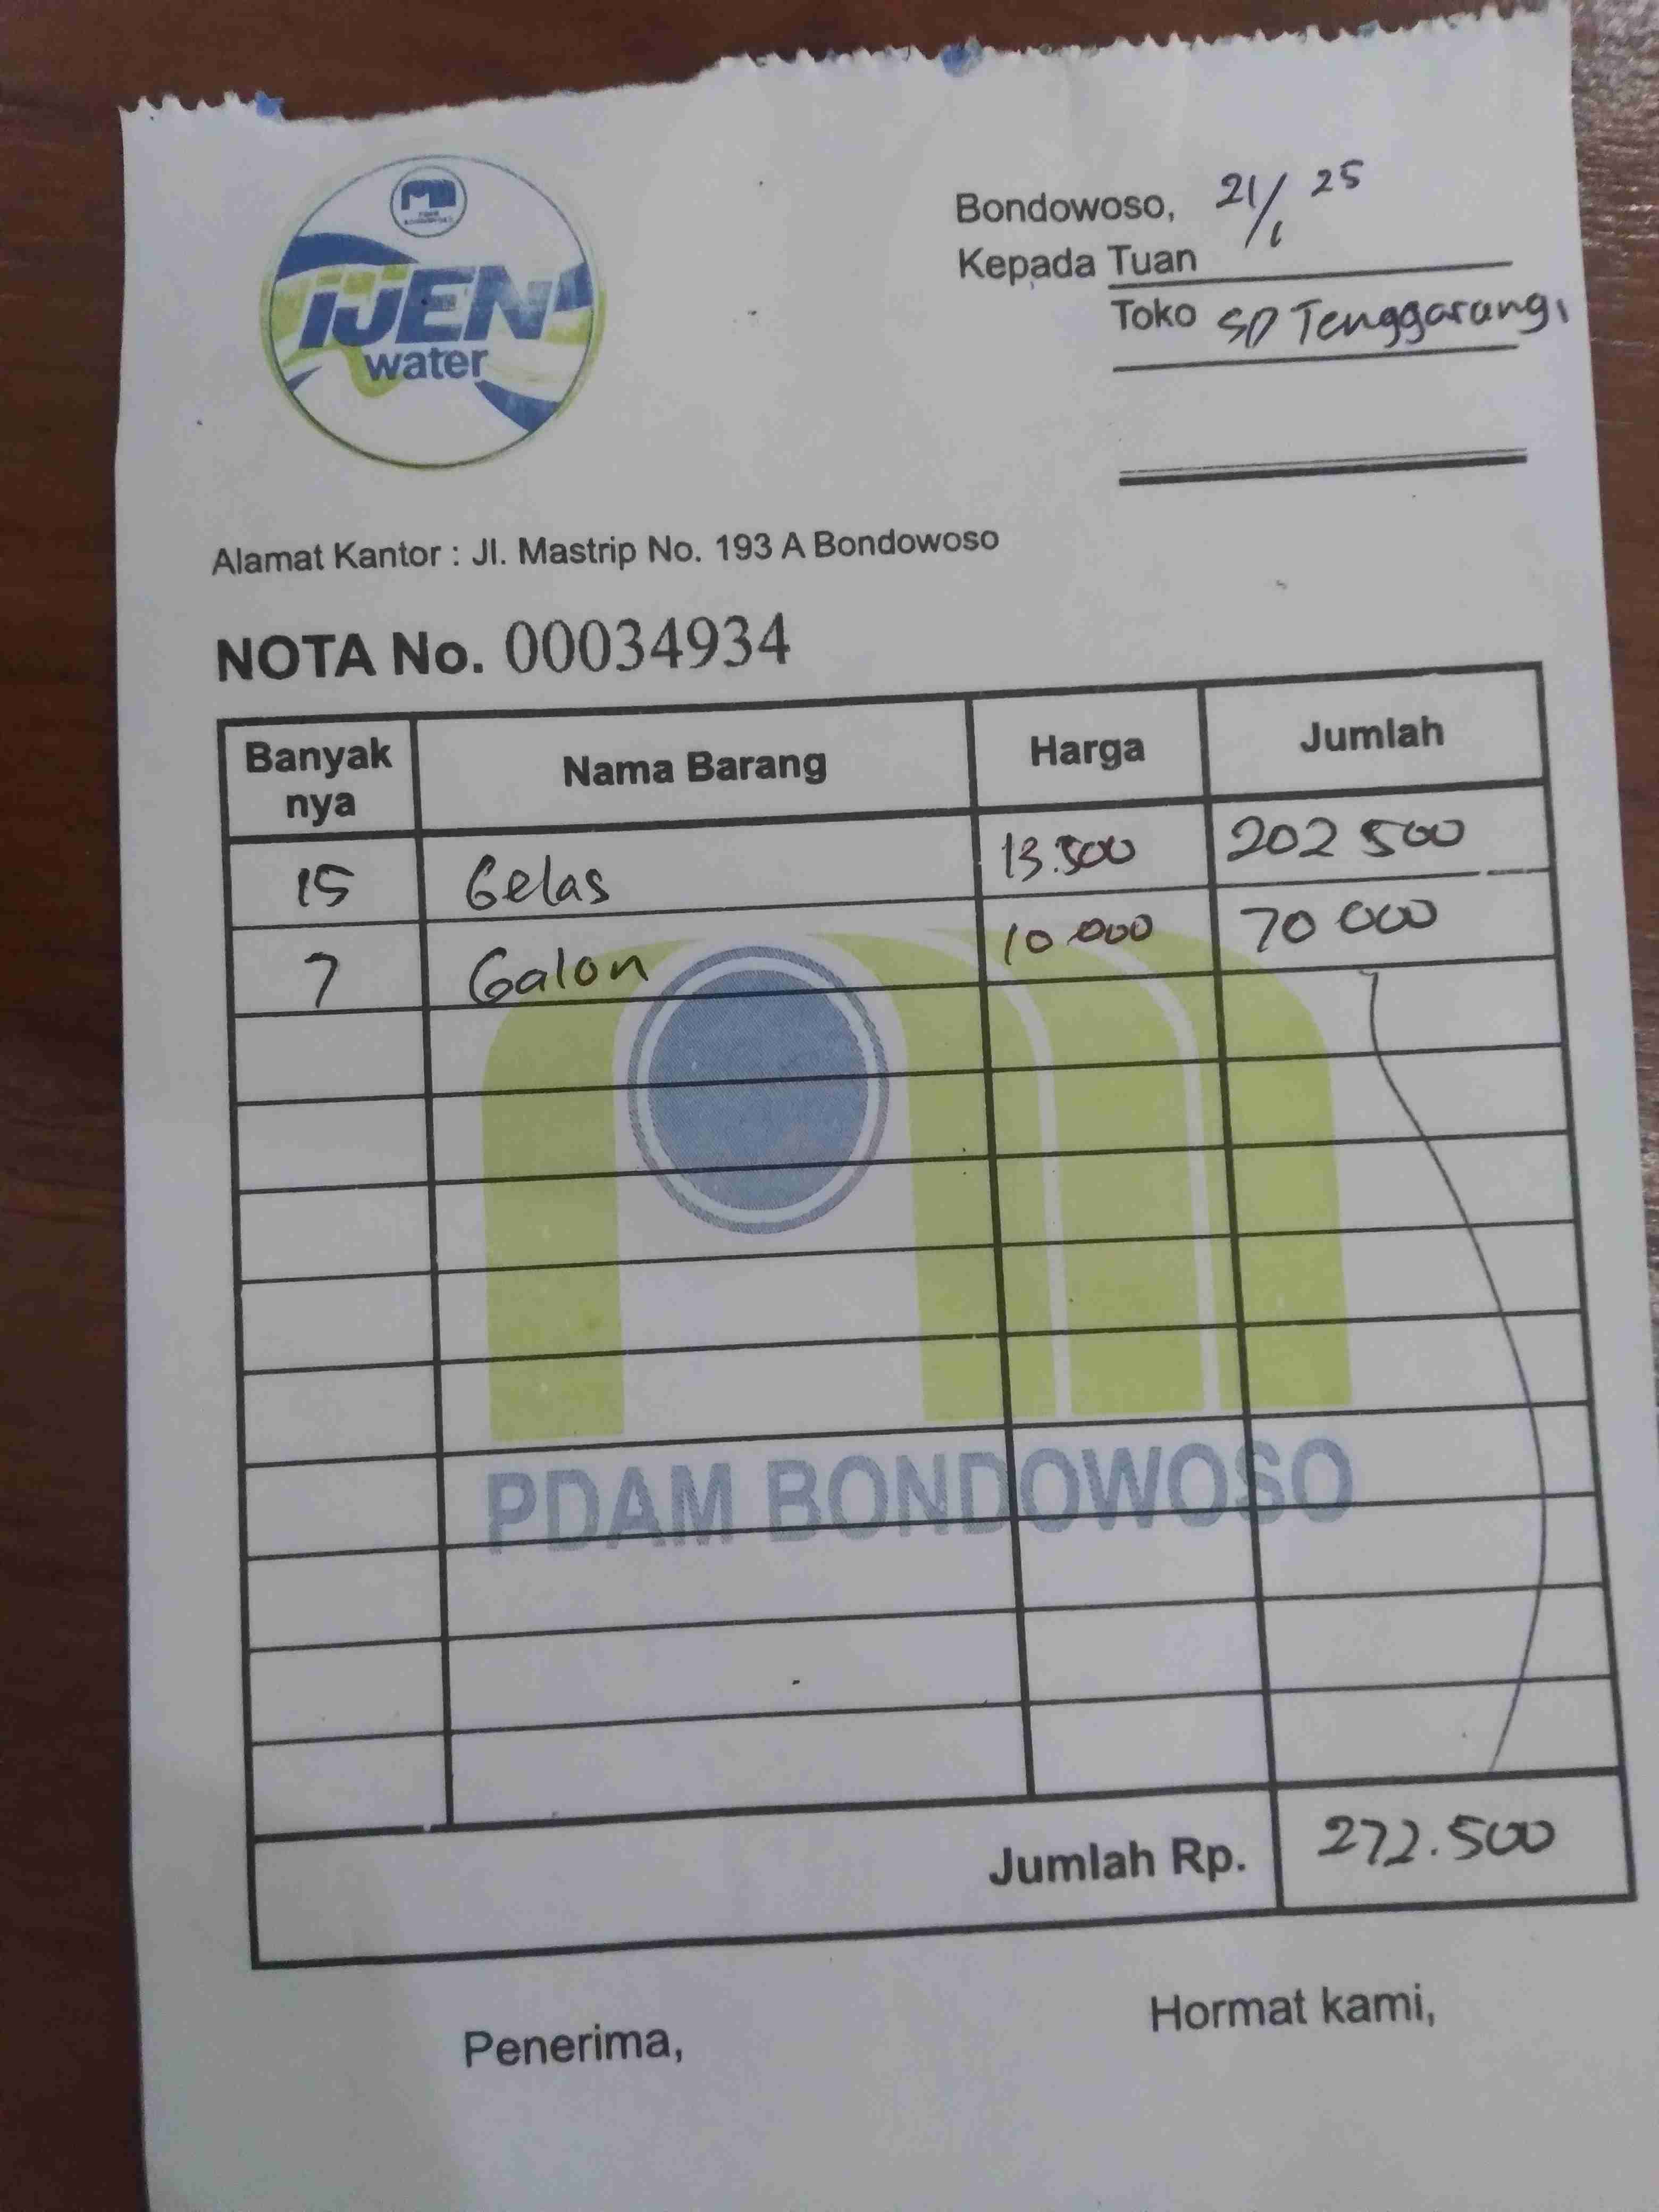 iJEN
water
Bondowoso, 21/1 25
Kepada Tuan
Toko SD Tenggarang 1
Alamat Kantor : Jl. Mastrip No. 193 A Bondowoso
NOTA No. 00034934
Banyak nya Nama Barang Harga Jumlah
15 Gelas 13.500 202 500
7 Galon 10 000 70 000
PDAM BONDOWOSO
Jumlah Rp. 272.500
Penerima, Hormat kami,